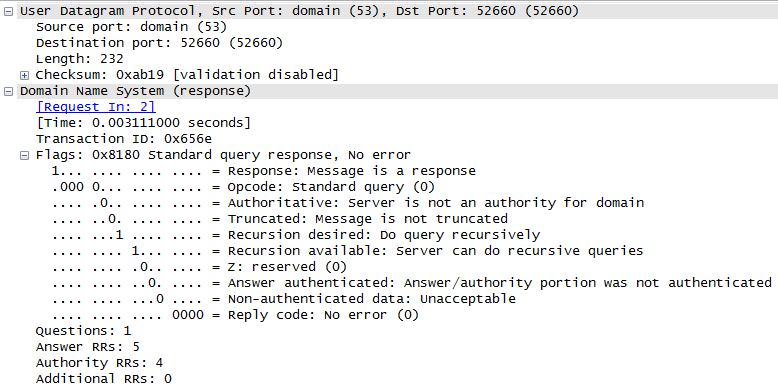 User Datagram Protocol, Src Port: domain (53), Dst Port: 52660 (52660)
Source port: domain (53)
Destination port: 52660 (52660)
Length: 232
Checksum: 0xab19 [validation disabled]
Domain Name System (response)
[Request In: 2]
[Time: 0.003111000 seconds]
Transaction ID: 0x656e
Flags: 0x8180 Standard query response, No error
1... .... .... .... = Response: Message is a response
.000 0... .... .... = Opcode: Standard query (0)
.... .0.. .... .... = Authoritative: Server is not an authority for domain
.... ..0. .... .... = Truncated: Message is not truncated
.... ...1 .... .... = Recursion desired: Do query recursively
.... .... 1... .... = Recursion available: Server can do recursive queries
.... .... .0.. .... = Z: reserved (0)
.... .... ..0. .... = Answer authenticated: Answer/authority portion was not authenticated
.... .... ...0 .... = Non-authenticated data: Unacceptable
.... .... .... 0000 = Reply code: No error (0)
Questions: 1
Answer RRs: 5
Authority RRs: 4
Additional RRs: 0